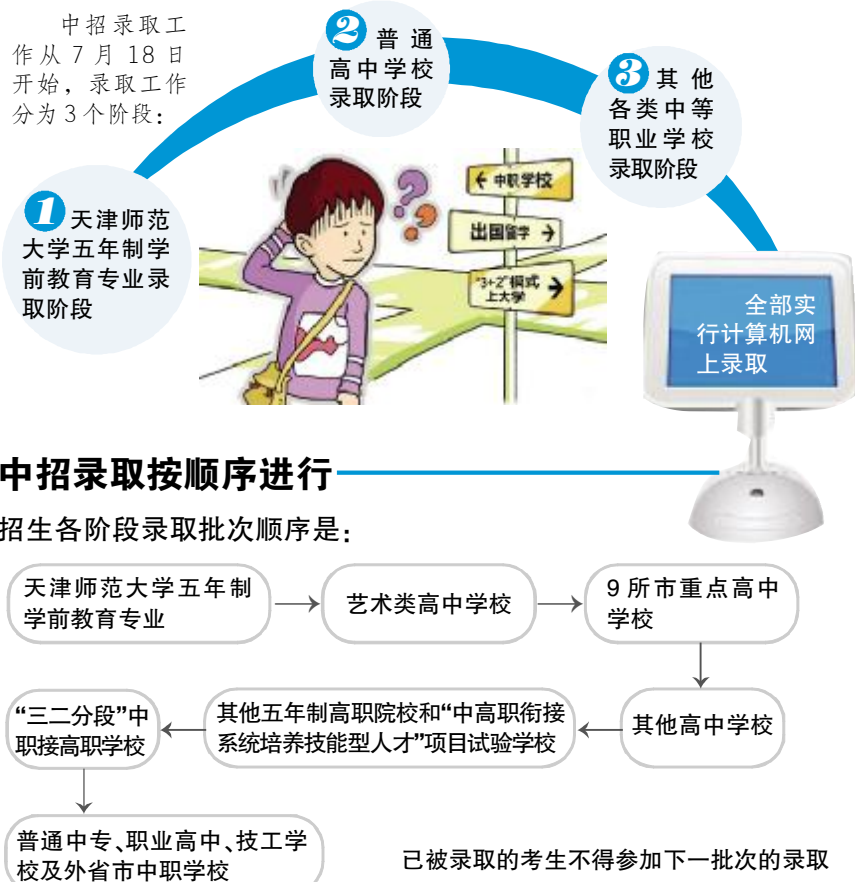 中招录取工
作从 7 月 18 日
开始，录取工作
分为 3 个阶段：
1 天津师范
大学五年制学
前教育专业录
取阶段
2 普通
高中学校
录取阶段
3 其他
各类中等
职业学校
录取阶段
中职学校
出国留学
“3+2”模式
上大学
全部实
行计算机网
上录取
中招录取按顺序进行
招生各阶段录取批次顺序是：
天津师范大学五年制
学前教育专业
艺术类高中学校
9 所市重点高中
学校
其他高中学校
其他五年制高职院校和“中高职衔接
系统培养技能型人才”项目试验学校
“三二分段”中
职接高职学校
普通中专、职业高中、技工学
校及外省市中职学校
已被录取的考生不得参加下一批次的录取